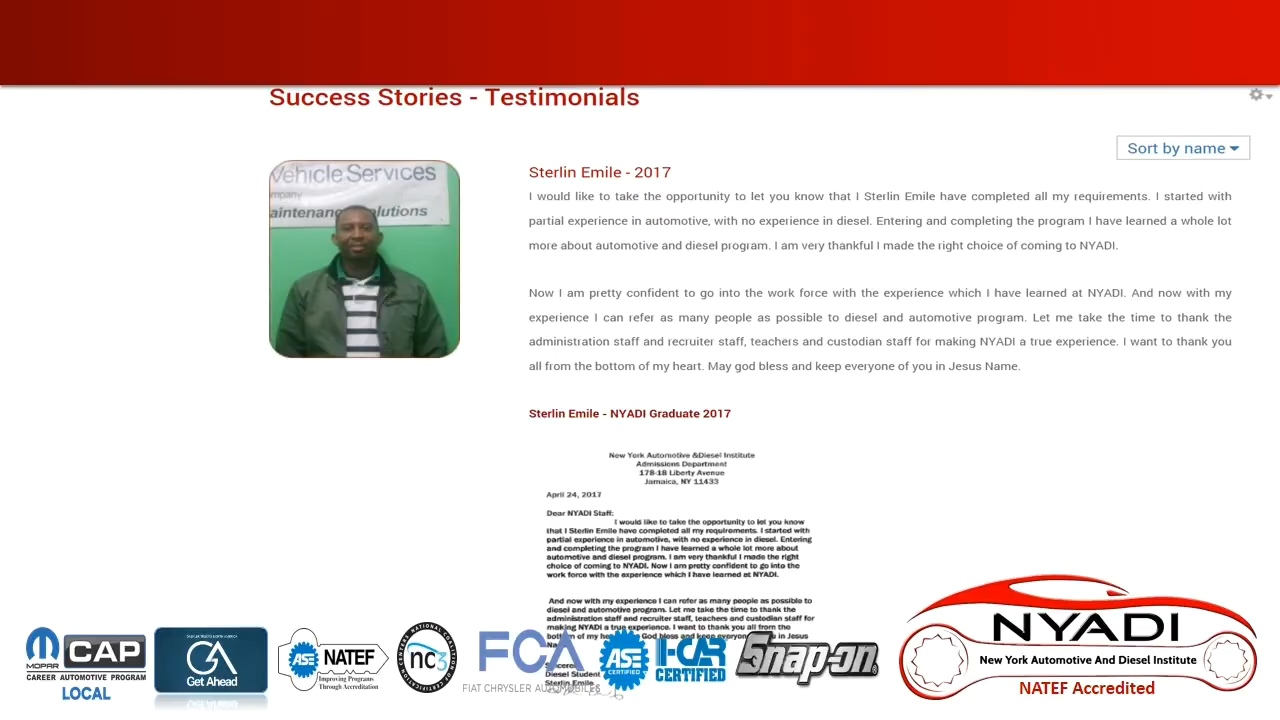 Success Stories - Testimonials
Sort by name
Vehicle Services
mpany
aintenance Solutions
Sterlin Emile - 2017
I would like to take the opportunity to let you know that I Sterlin Emile have completed all my requirements. I started with
partial experience in automotive, with no experience in diesel. Entering and completing the program I have learned a whole lot
more about automotive and diesel program. I am very thankful I made the right choice of coming to NYADI.
Now I am pretty confident to go into the work force with the experience which I have learned at NYADI. And now with my
experience I can refer as many people as possible to diesel and automotive program. Let me take the time to thank the
administration staff and recruiter staff, teachers and custodian staff for making NYADI a true experience. I want to thank you
all from the bottom of my heart. May god bless and keep everyone of you in Jesus Name.
Sterlin Emile - NYADI Graduate 2017
New York Automotive &Diesel Institute
Admissions Department
178-18 Liberty Avenue
Jamaica, NY 11433
April 24, 2017
Dear NYADI Staff:
I would like to take the opportunity to let you know
that I Sterlin Emile have completed all my requirements. I started with
partial experience in automotive, with no experience in diesel. Entering
and completing the program I have learned a whole lot more about
automotive and diesel program. I am very thankful I made the right
choice of coming to NYADI. Now I am pretty confident to go into the
work force with the experience which I have learned at NYADI.
And now with my experience I can refer as many people as possible to
diesel and automotive program. Let me take the time to thank the
administration staff and recruiter staff, teachers and custodian staff for
making NYADI a true experience. I want to thank you all from the
God bless and keep everyone in Jesus
Diesel Student
Sterlin Emile
MOPAR CAP
CAREER AUTOMOTIVE PROGRAM
LOCAL
GA
Get Ahead
ASE NATEF
Improving Programs
Through Accreditation
NATIONAL COALITION OF CERTIFICATION CENTERS
nc3
FCA
FIAT CHRYSLER AUTOMOBILES
ASE
CERTIFIED
I-CAR
CERTIFIED
Snap-on
NYADI
New York Automotive And Diesel Institute
NATEF Accredited